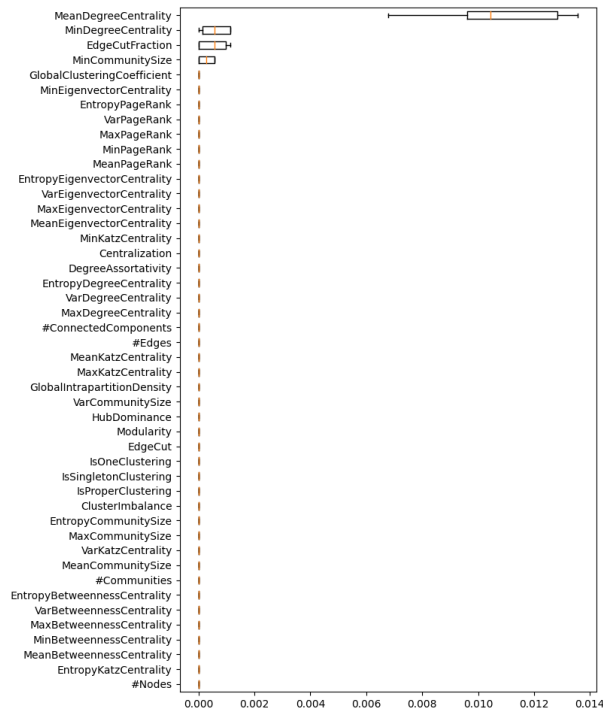 MeanDegreeCentrality
MinDegreeCentrality
EdgeCutFraction
MinCommunitySize
GlobalClusteringCoefficient
MinEigenvectorCentrality
EntropyPageRank
VarPageRank
MaxPageRank
MinPageRank
MeanPageRank
EntropyEigenvectorCentrality
VarEigenvectorCentrality
MaxEigenvectorCentrality
MeanEigenvectorCentrality
MinKatzCentrality
Centralization
DegreeAssortativity
EntropyDegreeCentrality
VarDegreeCentrality
MaxDegreeCentrality
#ConnectedComponents
#Edges
MeanKatzCentrality
MaxKatzCentrality
GlobalIntrapartitionDensity
VarCommunitySize
HubDominance
Modularity
EdgeCut
IsOneClustering
IsSingletonClustering
IsProperClustering
ClusterImbalance
EntropyCommunitySize
MaxCommunitySize
VarKatzCentrality
MeanCommunitySize
#Communities
EntropyBetweennessCentrality
VarBetweennessCentrality
MaxBetweennessCentrality
MinBetweennessCentrality
MeanBetweennessCentrality
EntropyKatzCentrality
#Nodes
0.000 0.002 0.004 0.006 0.008 0.010 0.012 0.014